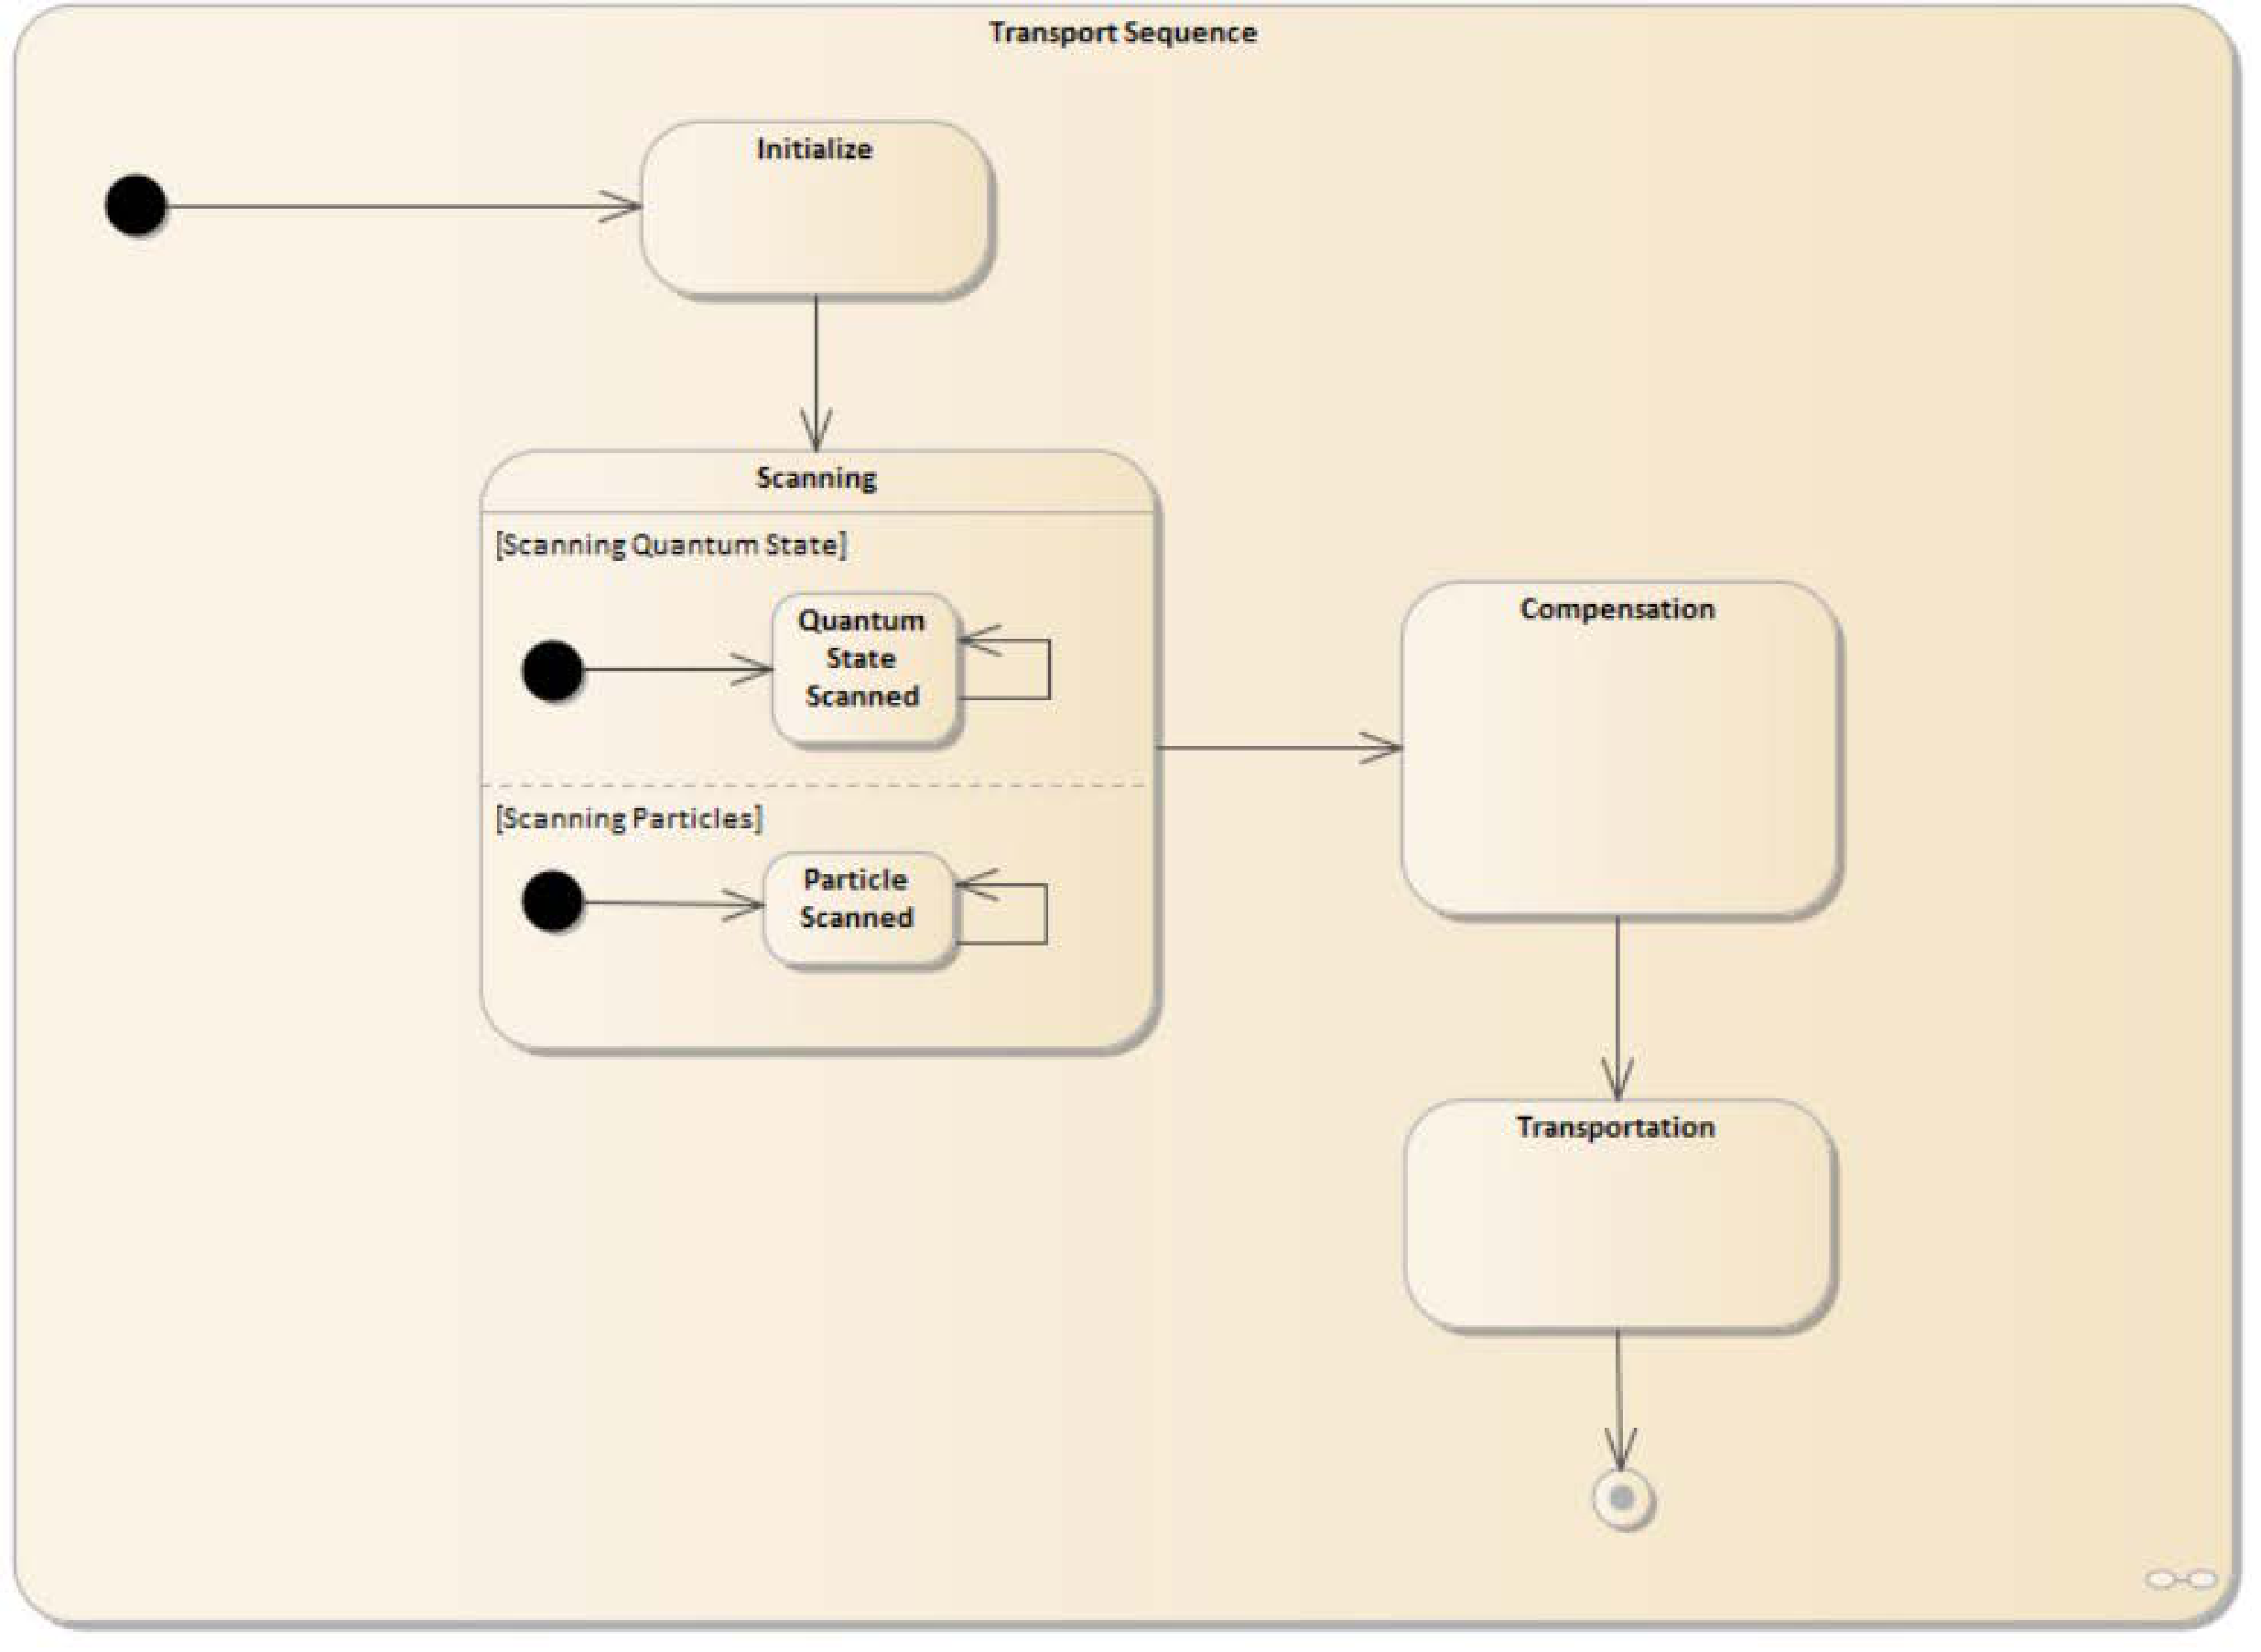 Transport Sequence
Initialize
Scanning
[Scanning Quantum State]
Quantum
State
Scanned
[Scanning Particles]
Particle
Scanned
Compensation
Transportation